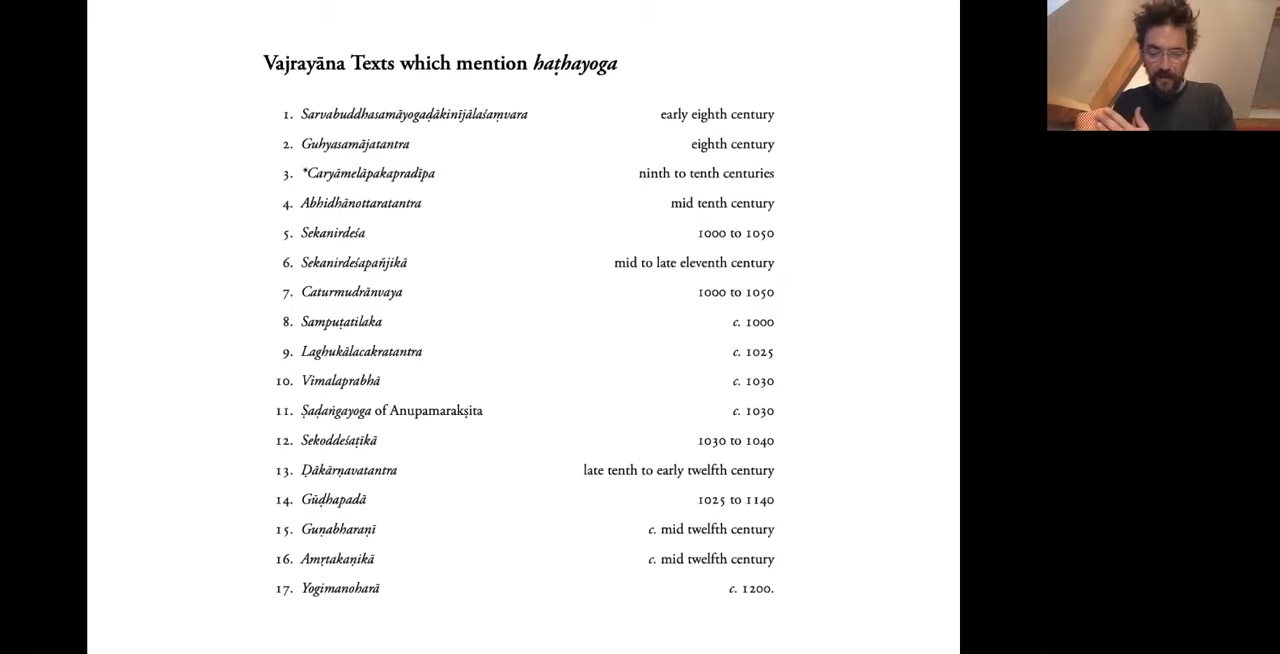 Vajrayāna Texts which mention haṭhayoga
1. Sarvabuddhasamāyogaḍākinījālaśaṃvara early eighth century
2. Guhyasamājatantra eighth century
3. *Caryāmelāpakapradīpa ninth to tenth centuries
4. Abhidhānottaratantra mid tenth century
5. Sekanirdeśa 1000 to 1050
6. Sekanirdeśapañjikā mid to late eleventh century
7. Caturmudrānvaya 1000 to 1050
8. Sampuṭatilaka c. 1000
9. Laghukālacakratantra c. 1025
10. Vimalaprabhā c. 1030
11. Ṣaḍaṅgayoga of Anupamarakṣita c. 1030
12. Sekoddeśaṭīkā 1030 to 1040
13. Ḍākārṇavatantra late tenth to early twelfth century
14. Gūḍhapadā 1025 to 1140
15. Guṇabharaṇī c. mid twelfth century
16. Amṛtakaṇikā c. mid twelfth century
17. Yogimanoharā c. 1200.